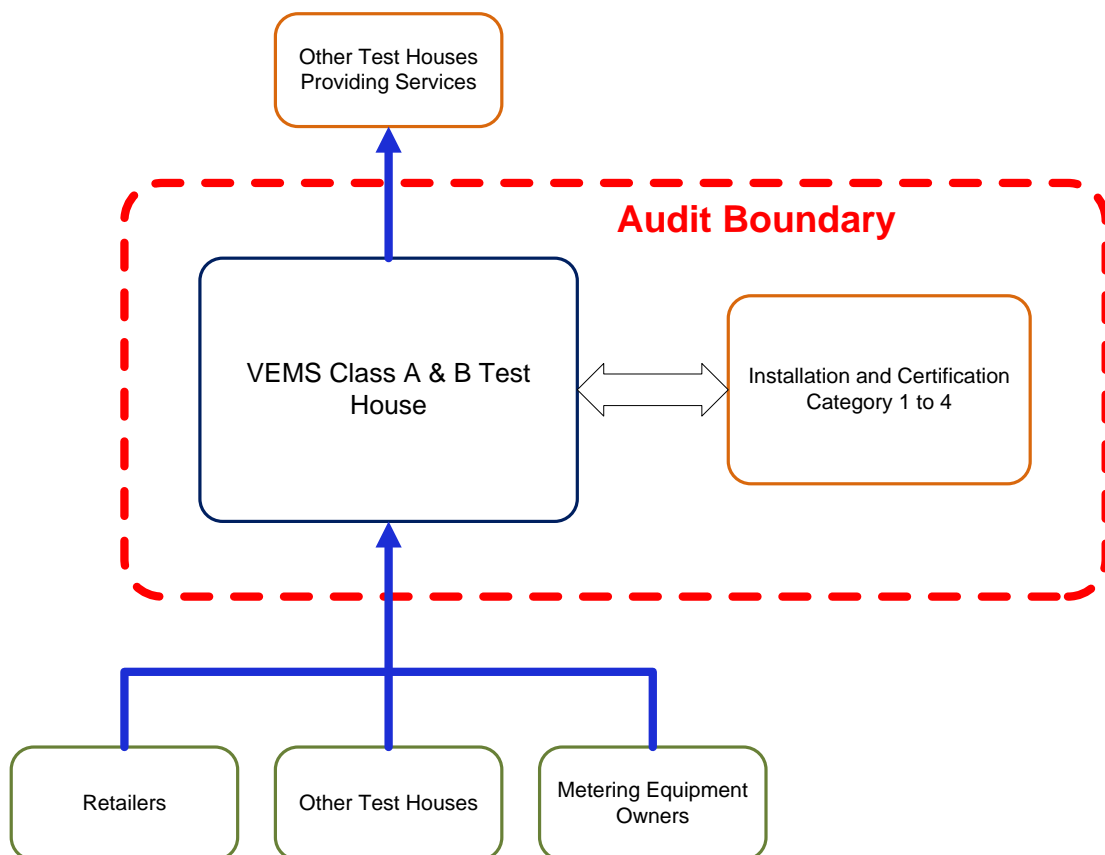 Other Test Houses
Providing Services
Audit Boundary
VEMS Class A & B Test
House
Installation and Certification
Category 1 to 4
Retailers
Other Test Houses
Metering Equipment
Owners